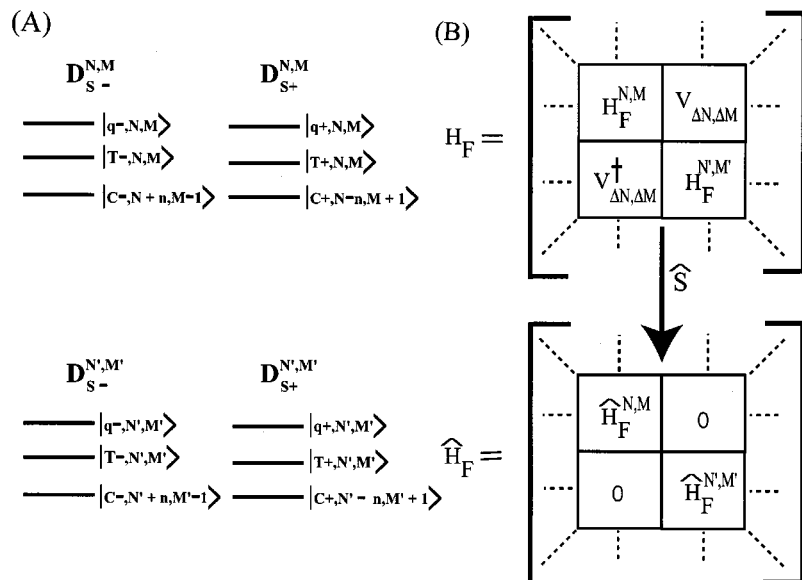 (A)
D_{S-}^{N,M} D_{S+}^{N,M}
|q=,N,M⟩ |q+,N,M⟩
|T=,N,M⟩ |T+,N,M⟩
|C=,N + n,M=1⟩ |C+,N=n,M + 1⟩
D_{S-}^{N',M'} D_{S+}^{N',M'}
|q=,N',M'⟩ |q+,N',M'⟩
|T=,N',M'⟩ |T+,N',M'⟩
|C=,N' + n,M'=1⟩ |C+,N' - n,M' + 1⟩
(B)
H_F =
H_F^{N,M} V_{ΔN,ΔM}
V†_{ΔN,ΔM} H_F^{N',M'}
Ŝ
Ĥ_F =
Ĥ_F^{N,M} 0
0 Ĥ_F^{N',M'}